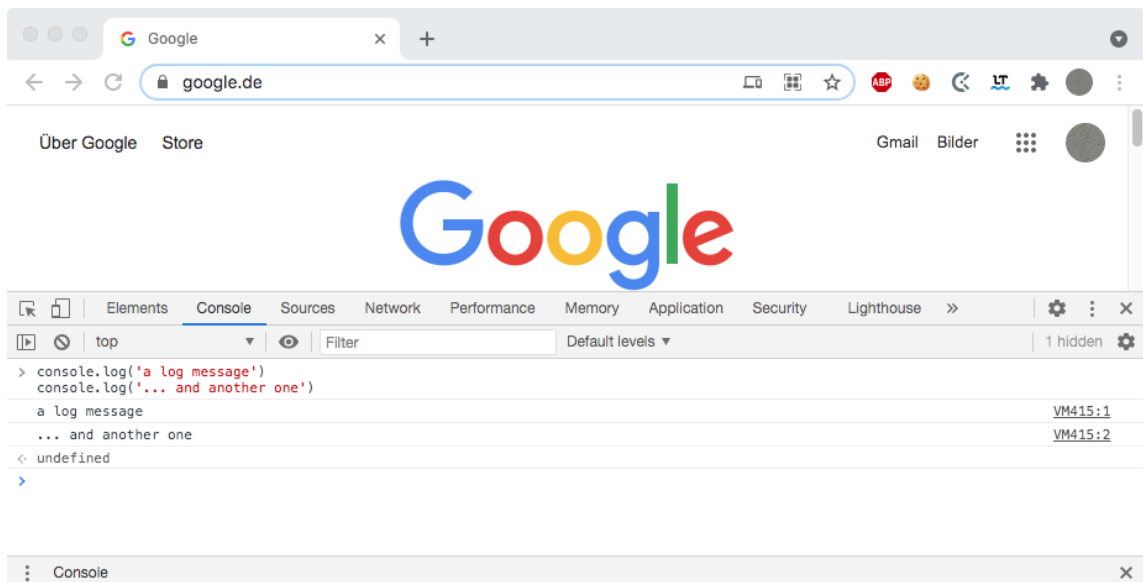 Google
google.de
ABP
LT
Über Google Store Gmail Bilder
Google
Elements Console Sources Network Performance Memory Application Security Lighthouse »
top Filter Default levels ▼ 1 hidden
> console.log('a log message')
console.log('... and another one')
a log message VM415:1
... and another one VM415:2
undefined
>
Console